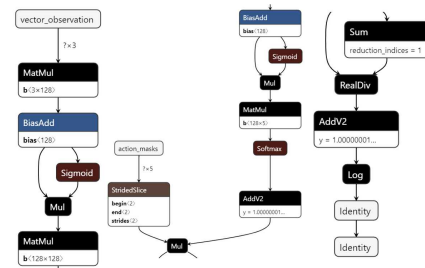 vector_observation
?×3
MatMul
b⟨3×128⟩
BiasAdd
bias⟨128⟩
Sigmoid
Mul
MatMul
b⟨128×128⟩
action_masks
?×5
StridedSlice
begin⟨2⟩
end⟨2⟩
strides⟨2⟩
BiasAdd
bias⟨128⟩
Sigmoid
Mul
MatMul
b⟨128×5⟩
Softmax
AddV2
y = 1.00000001...
Mul
Sum
reduction_indices = 1
RealDiv
AddV2
y = 1.00000001...
Log
Identity
Identity